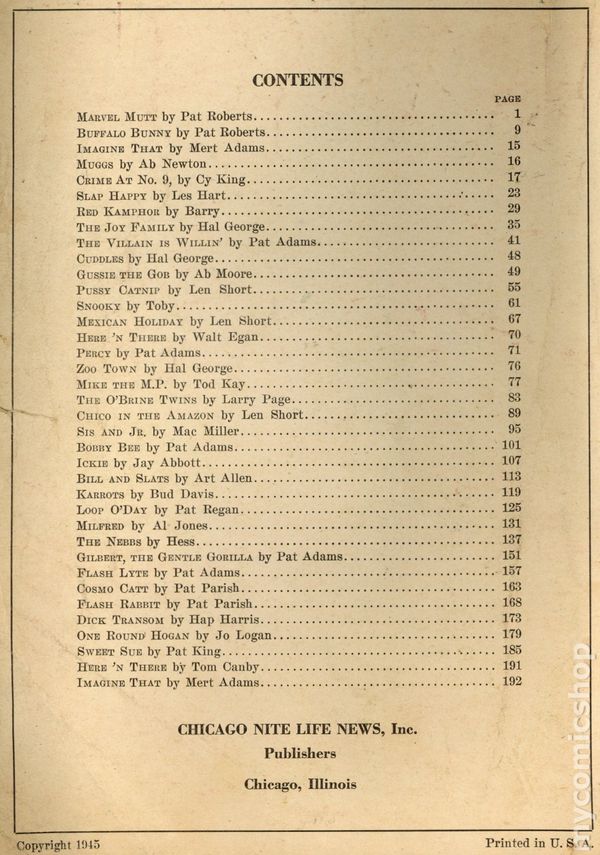 CONTENTS
PAGE
MARVEL MUTT by Pat Roberts 1
BUFFALO BUNNY by Pat Roberts 9
IMAGINE THAT by Mert Adams 15
MUGGS by Ab Newton 16
CRIME AT NO. 9, by Cy King 17
SLAP HAPPY by Les Hart 23
RED KAMPHOR by Barry 29
THE JOY FAMILY by Hal George 35
THE VILLAIN IS WILLIN' by Pat Adams 41
CUDDLES by Hal George 48
GUSSIE THE GOB by Ab Moore 49
PUSSY CATNIP by Len Short 55
SNOOKY by Toby 61
MEXICAN HOLIDAY by Len Short 67
HERE 'N THERE by Walt Egan 70
PERCY by Pat Adams 71
ZOO TOWN by Hal George 76
MIKE THE M.P. by Tod Kay 77
THE O'BRINE TWINS by Larry Page 83
CHICO IN THE AMAZON by Len Short 89
SIS AND JR. by Mac Miller 95
BOBBY BEE by Pat Adams 101
ICKIE by Jay Abbott 107
BILL AND SLATS by Art Allen 113
KARROTS by Bud Davis 119
LOOP O'DAY by Pat Regan 125
MILFRED by Al Jones 131
THE NEBBS by Hess 137
GILBERT, THE GENTLE GORILLA by Pat Adams 151
FLASH LYTE by Pat Adams 157
COSMO CATT by Pat Parish 163
FLASH RABBIT by Pat Parish 168
DICK TRANSOM by Hap Harris 173
ONE ROUND HOGAN by Jo Logan 179
SWEET SUE by Pat King 185
HERE 'N THERE by Tom Canby 191
IMAGINE THAT by Mert Adams 192
CHICAGO NITE LIFE NEWS, Inc.
Publishers
Chicago, Illinois
Copyright 1945
Printed in U. S. A.
mycomicshop